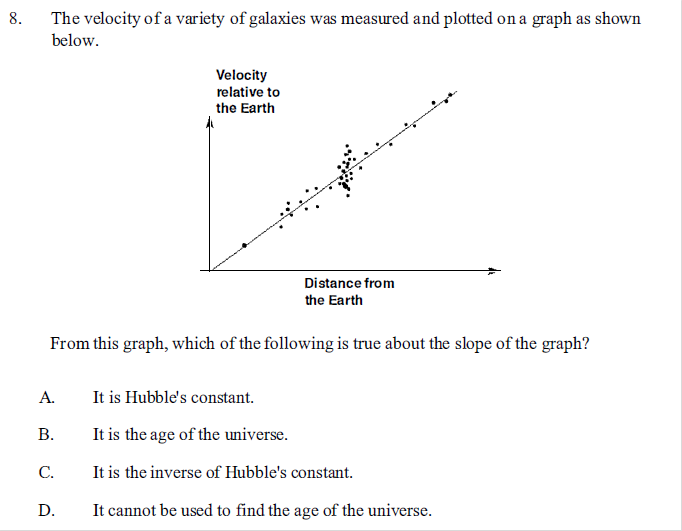 8. The velocity of a variety of galaxies was measured and plotted on a graph as shown
below.
Velocity
relative to
the Earth
Distance from
the Earth
From this graph, which of the following is true about the slope of the graph?
A. It is Hubble's constant.
B. It is the age of the universe.
C. It is the inverse of Hubble's constant.
D. It cannot be used to find the age of the universe.